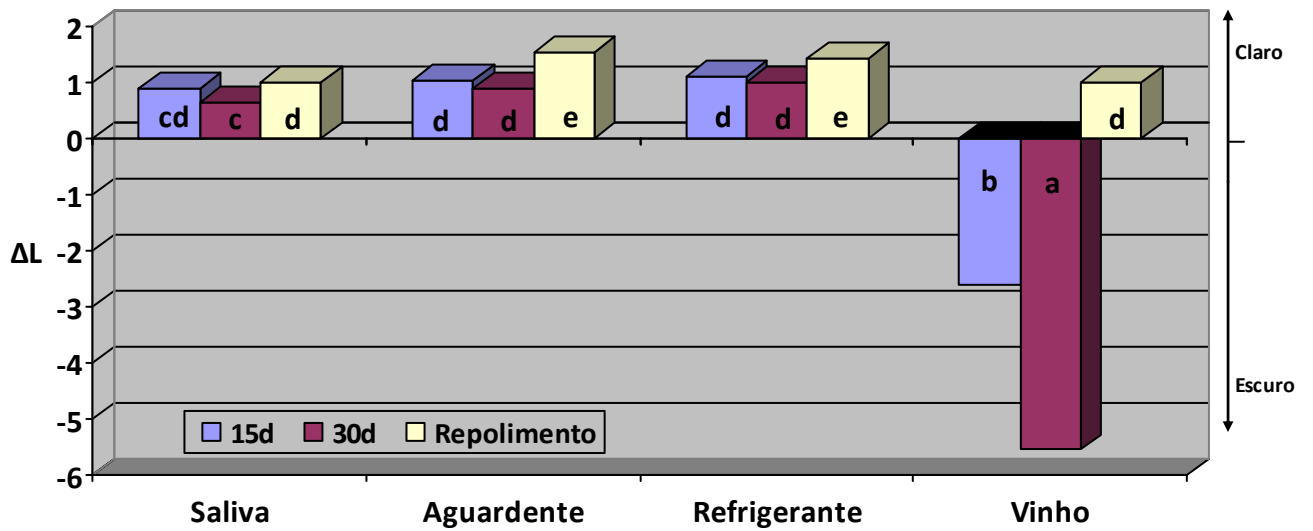 2
1
0
-1
-2
-3
-4
-5
-6
ΔL
cd c d
d d e
d d e
b a d
Claro
Escuro
15d 30d Repolimento
Saliva Aguardente Refrigerante Vinho